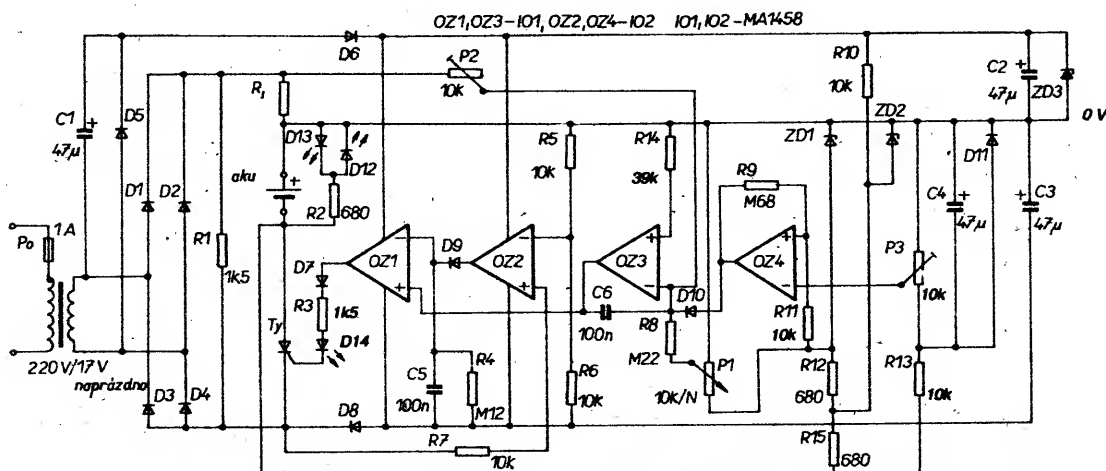 OZ1,OZ3-IO1,OZ2,OZ4-IO2 IO1,IO2-MA1458
D6
P2
10k
R10
10k
C2
+
47µ
ZD3
C1
+
47µ
D5
R1
D13
D12
R5
10k
R14
39k
ZD1
ZD2
0 V
D11
D1
D2
aku
+
R2
680
R9
M68
C4
+
47µ
C3
+
47µ
Po
1A
R1
1k5
D9
OZ1
OZ2
OZ3
OZ4
P3
10k
D7
R3
1k5
C6
100n
D10
R8
M22
R11
10k
Ty
D14
220V/17V
naprázdno
C5
100n
R4
M12
R6
10k
P1
10k/N
R12
680
R13
10k
D3
D4
D8
R7
10k
R15
680